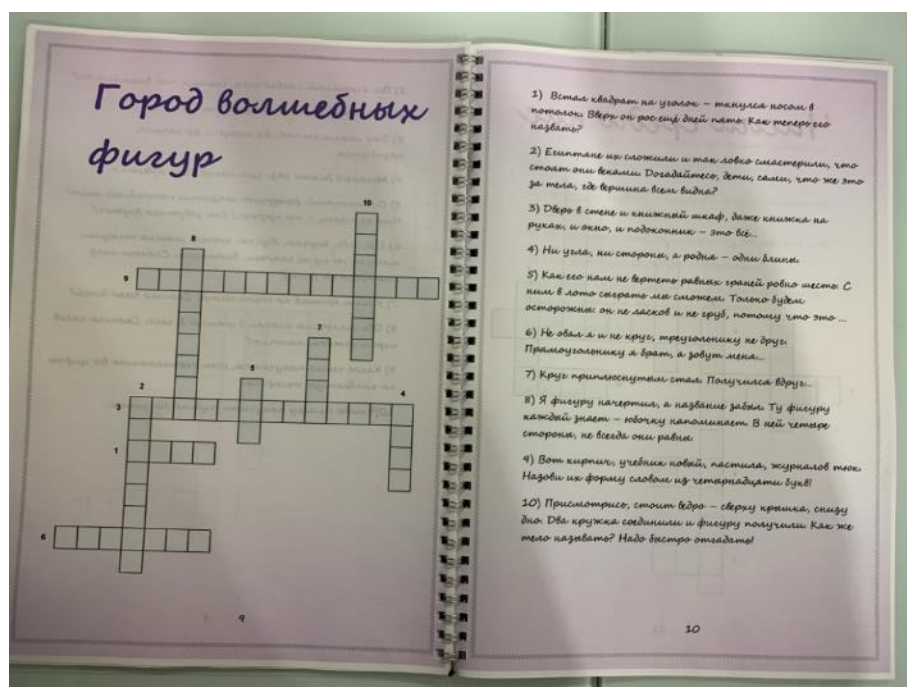 Город волшебных
фигур
10
8
9
7
5
2
4
3
1
6
9
1) Встал квадрат на уголок – ткнулся носом в
потолок. Вверх он рос ещё дней пять. Как теперь его
назвать?
2) Египтяне их сложили и так ловко смастерили, что
стоят они веками. Догадайтесь, дети, сами, что же это
за тела, где вершина всем видна?
3) Дверь в стене и книжный шкаф, даже книжка на
руках, и окно, и подоконник – это всё...
4) Ни угла, ни стороны, а родня – одни блины.
5) Как его нам не вертеть равных граней ровно шесть. С
ним в лото сыграть мы сможем. Только будем
осторожны: он не ласков и не груб, потому что это ...
6) Не овал я и не круг, треугольнику не друг.
Прямоугольнику я брат, а зовут меня...
7) Круг приплюснутым стал. Получился вдруг...
8) Я фигуру начертил, а название забыл. Ту фигуру
каждый знает – юбочку напоминает. В ней четыре
стороны, не всегда они равны.
9) Вот кирпич, учебник новый, пастила, журналов тюк.
Назови их форму словом из четырнадцати букв!
10) Присмотрись, стоит ведро – сверху крышка, снизу
дно. Два кружка соединили и фигуру получили. Как же
тело называть? Надо быстро отгадать!
10